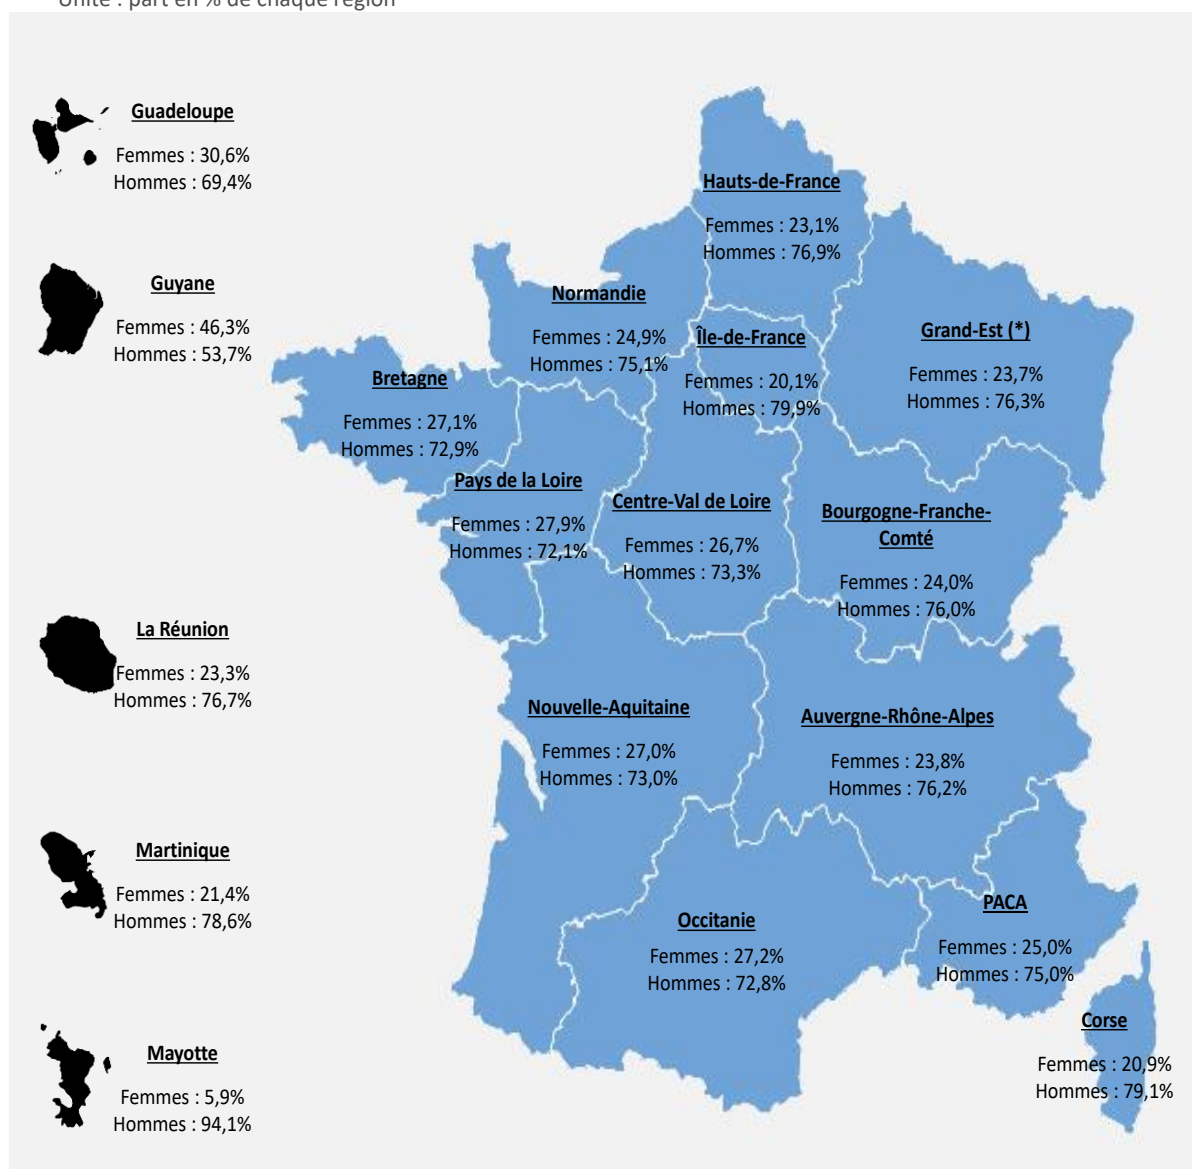 Unité : part en % de chaque région
Guadeloupe
Femmes : 30,6%
Hommes : 69,4%
Guyane
Femmes : 46,3%
Hommes : 53,7%
La Réunion
Femmes : 23,3%
Hommes : 76,7%
Martinique
Femmes : 21,4%
Hommes : 78,6%
Mayotte
Femmes : 5,9%
Hommes : 94,1%
Hauts-de-France
Femmes : 23,1%
Hommes : 76,9%
Normandie
Femmes : 24,9%
Hommes : 75,1%
Île-de-France
Femmes : 20,1%
Hommes : 79,9%
Grand-Est (*)
Femmes : 23,7%
Hommes : 76,3%
Bretagne
Femmes : 27,1%
Hommes : 72,9%
Pays de la Loire
Femmes : 27,9%
Hommes : 72,1%
Centre-Val de Loire
Femmes : 26,7%
Hommes : 73,3%
Bourgogne-Franche-
Comté
Femmes : 24,0%
Hommes : 76,0%
Nouvelle-Aquitaine
Femmes : 27,0%
Hommes : 73,0%
Auvergne-Rhône-Alpes
Femmes : 23,8%
Hommes : 76,2%
Occitanie
Femmes : 27,2%
Hommes : 72,8%
PACA
Femmes : 25,0%
Hommes : 75,0%
Corse
Femmes : 20,9%
Hommes : 79,1%